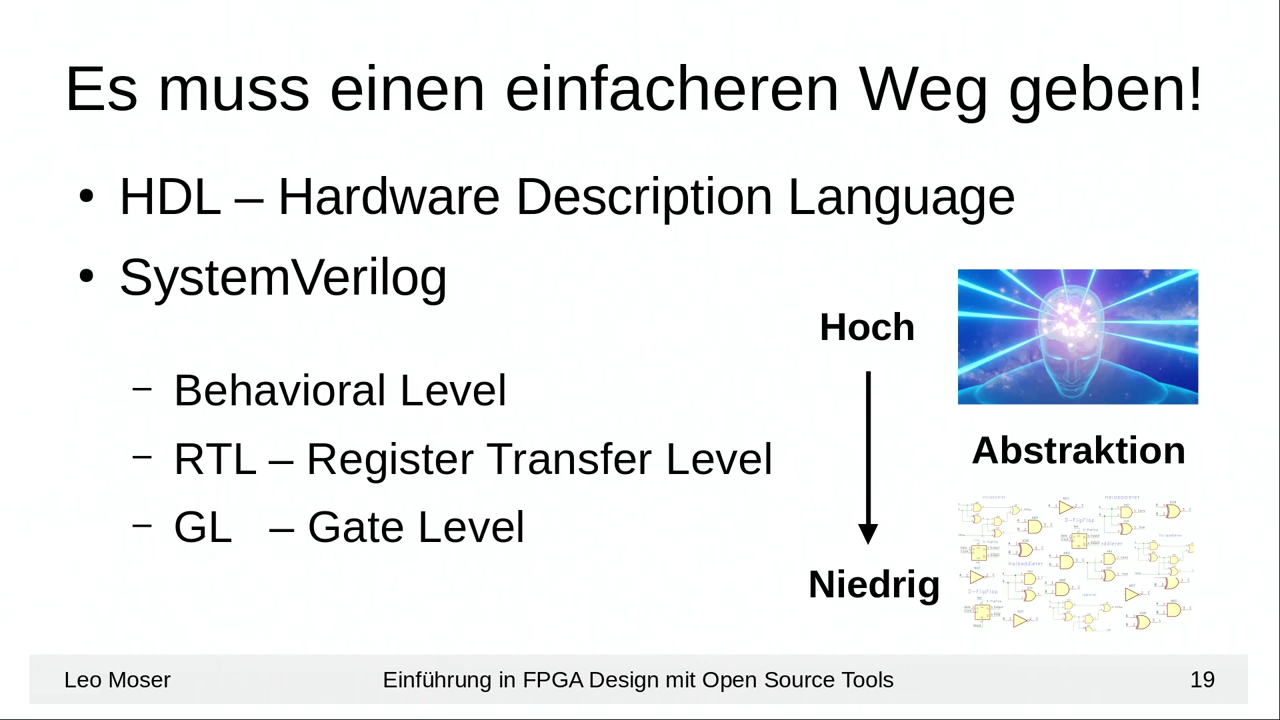 Es muss einen einfacheren Weg geben!
• HDL – Hardware Description Language
• SystemVerilog
– Behavioral Level
– RTL – Register Transfer Level
– GL – Gate Level
Hoch
Abstraktion
Niedrig
Leo Moser
Einführung in FPGA Design mit Open Source Tools
19